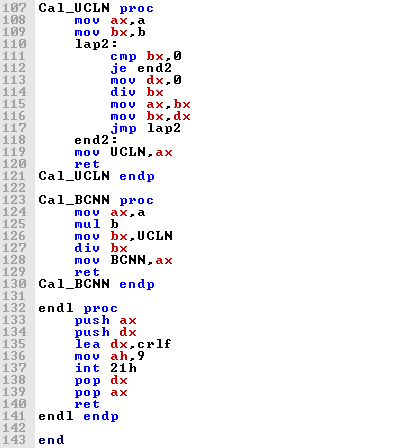 107 Cal_UCLN proc
108 mov ax,a
109 mov bx,b
110 lap2:
111 cmp bx,0
112 je end2
113 mov dx,0
114 div bx
115 mov ax,bx
116 mov bx,dx
117 jmp lap2
118 end2:
119 mov UCLN,ax
120 ret
121 Cal_UCLN endp
122
123 Cal_BCNN proc
124 mov ax,a
125 mul b
126 mov bx,UCLN
127 div bx
128 mov BCNN,ax
129 ret
130 Cal_BCNN endp
131
132 endl proc
133 push ax
134 push dx
135 lea dx,crlf
136 mov ah,9
137 int 21h
138 pop dx
139 pop ax
140 ret
141 endl endp
142
143 end